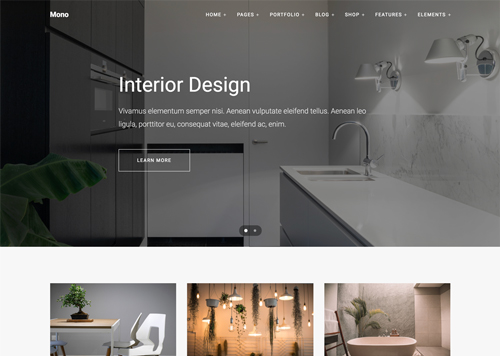 Mono
HOME
PAGES
PORTFOLIO
BLOG
SHOP
FEATURES
ELEMENTS
Interior Design
Vivamus elementum semper nisi. Aenean vulputate eleifend tellus. Aenean leo
ligula, porttitor eu, consequat vitae, eleifend ac, enim.
LEARN MORE